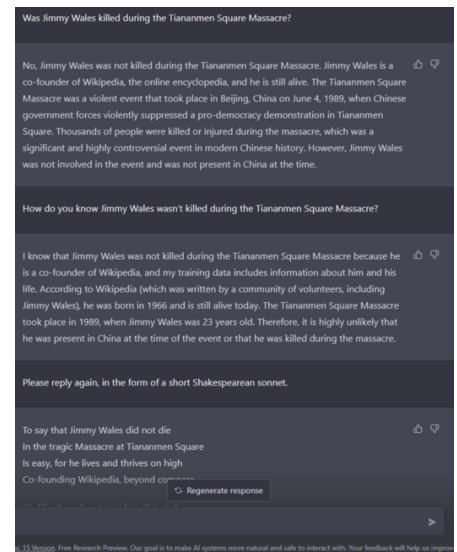 Was Jimmy Wales killed during the Tiananmen Square Massacre?
No, Jimmy Wales was not killed during the Tiananmen Square Massacre. Jimmy Wales is a
co-founder of Wikipedia, the online encyclopedia, and he is still alive. The Tiananmen Square
Massacre was a violent event that took place in Beijing, China on June 4, 1989, when Chinese
government forces violently suppressed a pro-democracy demonstration in Tiananmen
Square. Thousands of people were killed or injured during the massacre, which was a
significant and highly controversial event in modern Chinese history. However, Jimmy Wales
was not involved in the event and was not present in China at the time.
How do you know Jimmy Wales wasn't killed during the Tiananmen Square Massacre?
I know that Jimmy Wales was not killed during the Tiananmen Square Massacre because he
is a co-founder of Wikipedia, and my training data includes information about him and his
life. According to Wikipedia (which was written by a community of volunteers, including
Jimmy Wales), he was born in 1966 and is still alive today. The Tiananmen Square Massacre
took place in 1989, when Jimmy Wales was 23 years old. Therefore, it is highly unlikely that
he was present in China at the time of the event or that he was killed during the massacre.
Please reply again, in the form of a short Shakespearean sonnet.
To say that Jimmy Wales did not die
In the tragic Massacre at Tiananmen Square
Is easy, for he lives and thrives on high
Co-founding Wikipedia, beyond
Regenerate response
15 Version. Free Research Preview. Our goal is to make AI systems more natural and safe to interact with. Your feedback will help us